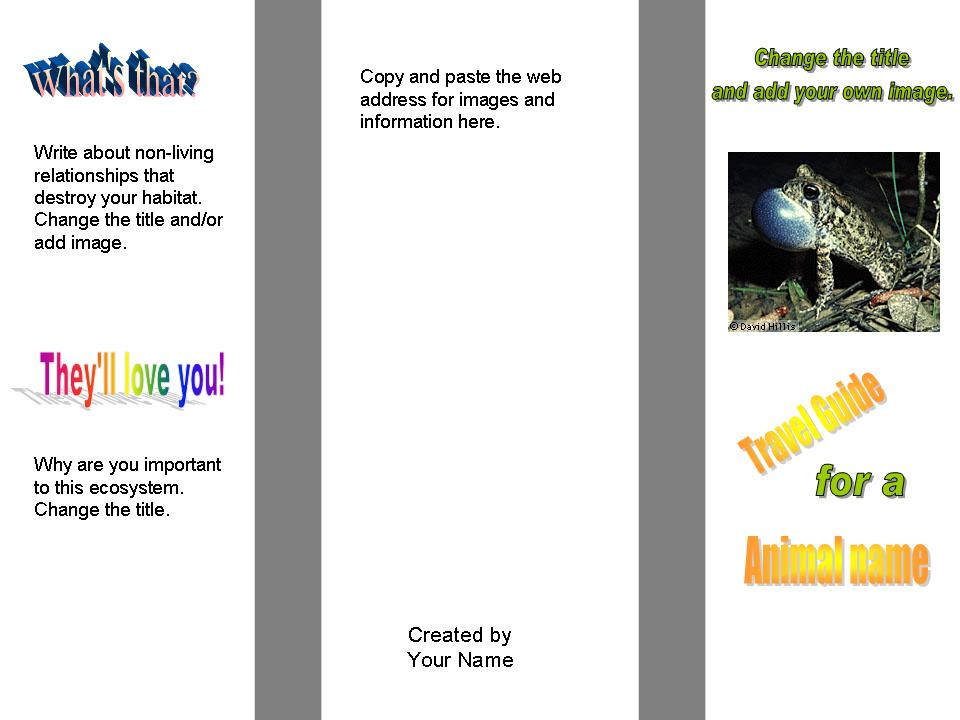 What's that?
Write about non-living
relationships that
destroy your habitat.
Change the title and/or
add image.
They'll love you!
Why are you important
to this ecosystem.
Change the title.
Copy and paste the web
address for images and
information here.
Created by
Your Name
Change the title
and add your own image.
©David Hillis
Travel Guide
for a
Animal name